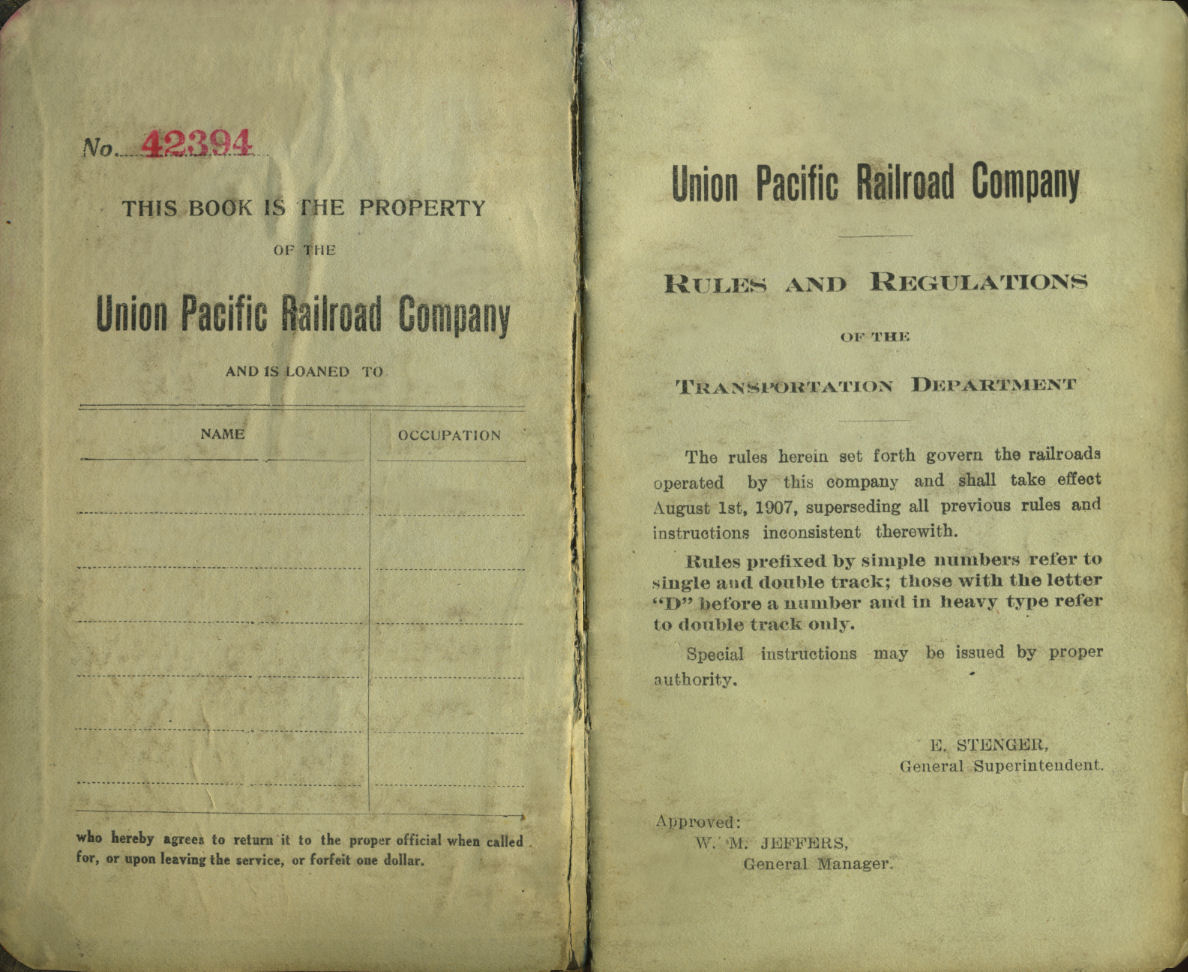 No. 42394
THIS BOOK IS THE PROPERTY
OF THE
Union Pacific Railroad Company
AND IS LOANED TO
NAME OCCUPATION
who hereby agrees to return it to the proper official when called
for, or upon leaving the service, or forfeit one dollar.
Union Pacific Railroad Company
RULES AND REGULATIONS
OF THE
TRANSPORTATION DEPARTMENT
The rules herein set forth govern the railroads
operated by this company and shall take effect
August 1st, 1907, superseding all previous rules and
instructions inconsistent therewith.
Rules prefixed by simple numbers refer to
single and double track; those with the letter
“D” before a number and in heavy type refer
to double track only.
Special instructions may be issued by proper
authority.
E. STENGER,
General Superintendent.
Approved:
W. M. JEFFERS,
General Manager.